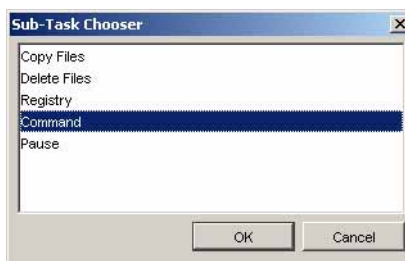 Sub-Task Chooser
Copy Files
Delete Files
Registry
Command
Pause
OK Cancel